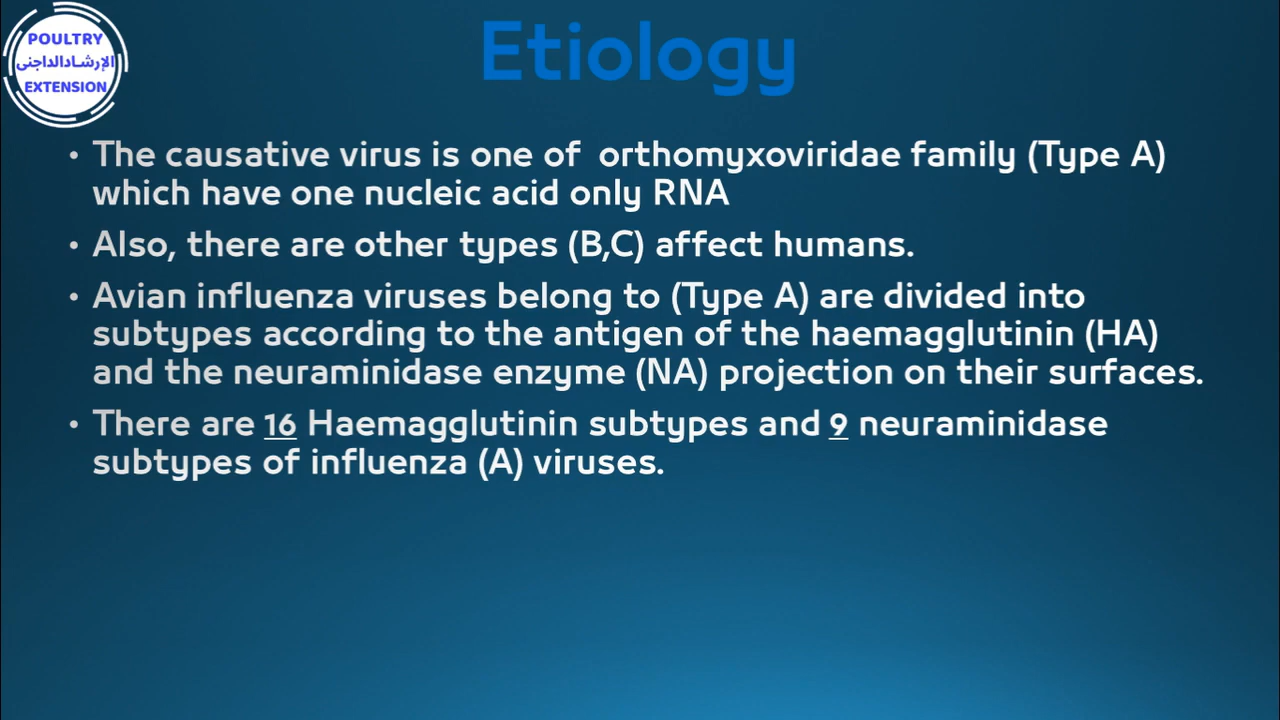 POULTRY
الإرشادالداجنى
EXTENSION
Etiology
• The causative virus is one of orthomyxoviridae family (Type A)
which have one nucleic acid only RNA
• Also, there are other types (B,C) affect humans.
• Avian influenza viruses belong to (Type A) are divided into
subtypes according to the antigen of the haemagglutinin (HA)
and the neuraminidase enzyme (NA) projection on their surfaces.
• There are 16 Haemagglutinin subtypes and 9 neuraminidase
subtypes of influenza (A) viruses.